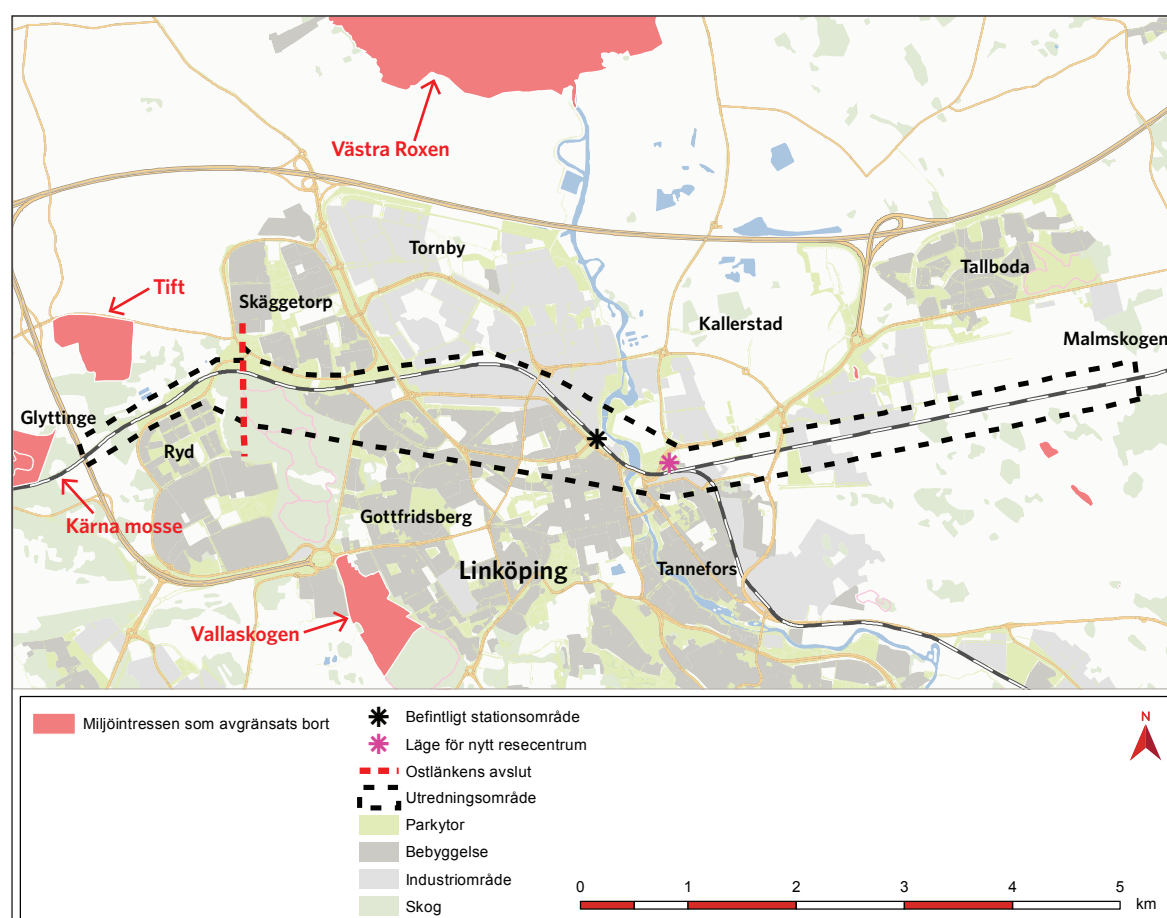 Västra Roxen
Tornby
Tallboda
Tift
Skäggetorp
Kallerstad
Malmskogen
Glyttinge
Ryd
Kärna mosse
Gottfridsberg
Linköping
Tannefors
Vallaskogen
Miljöintressen som avgränsats bort
Befintligt stationsområde
Läge för nytt resecentrum
Ostlänkens avslut
Utredningsområde
Parkytor
Bebyggelse
Industriområde
Skog
N
0 1 2 3 4 5
km